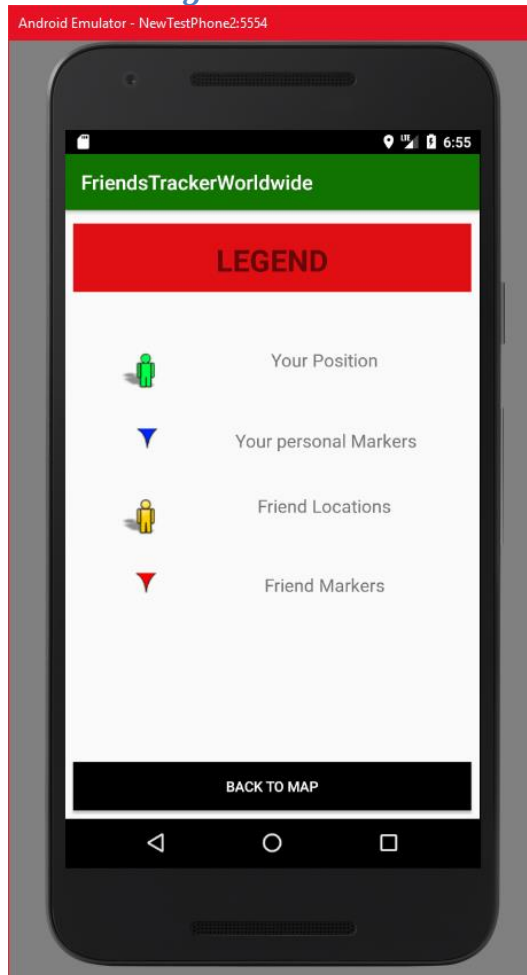 Android Emulator - NewTestPhone2:5554
LTE 6:55
FriendsTrackerWorldwide
LEGEND
Your Position
Your personal Markers
Friend Locations
Friend Markers
BACK TO MAP